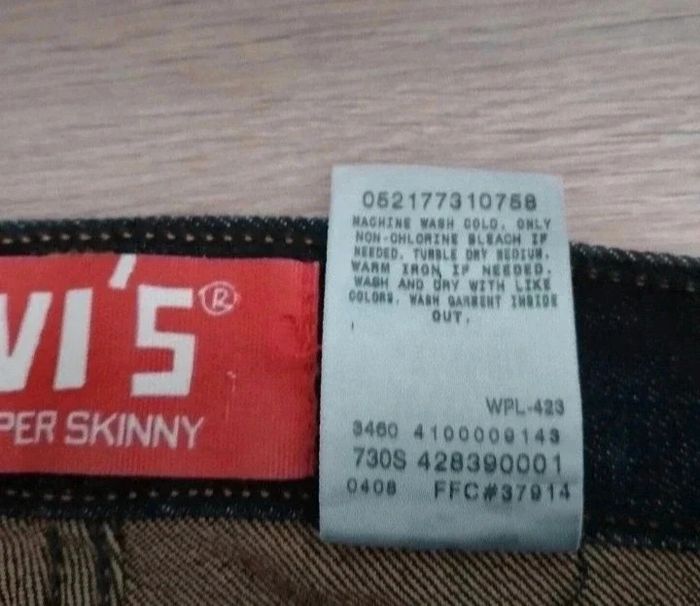 VI'S®
PER SKINNY
052177310758
MACHINE WASH COLD. ONLY
NON-CHLORINE BLEACH IF
NEEDED. TUMBLE DRY MEDIUM.
WARM IRON IF NEEDED.
WASH AND DRY WITH LIKE
COLORS. WASH GARMENT INSIDE
OUT.
WPL-423
3460 4100009143
730S 428390001
0408 FFC#37914